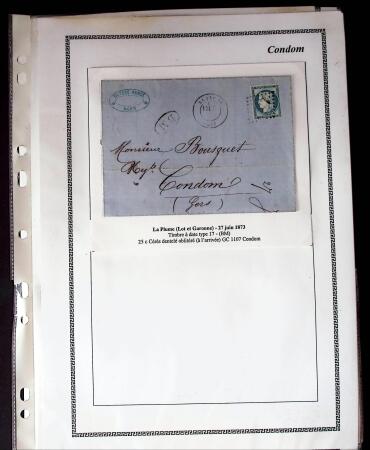 Condom
Monsieur Bousquet
Condom
(Gers)
La Plume (Lot et Garonne) - 27 juin 1873
Timbre à date type 17 - (BM)
25 c Cérès dentelé oblitéré (à l'arrivée) GC 1107 Condom